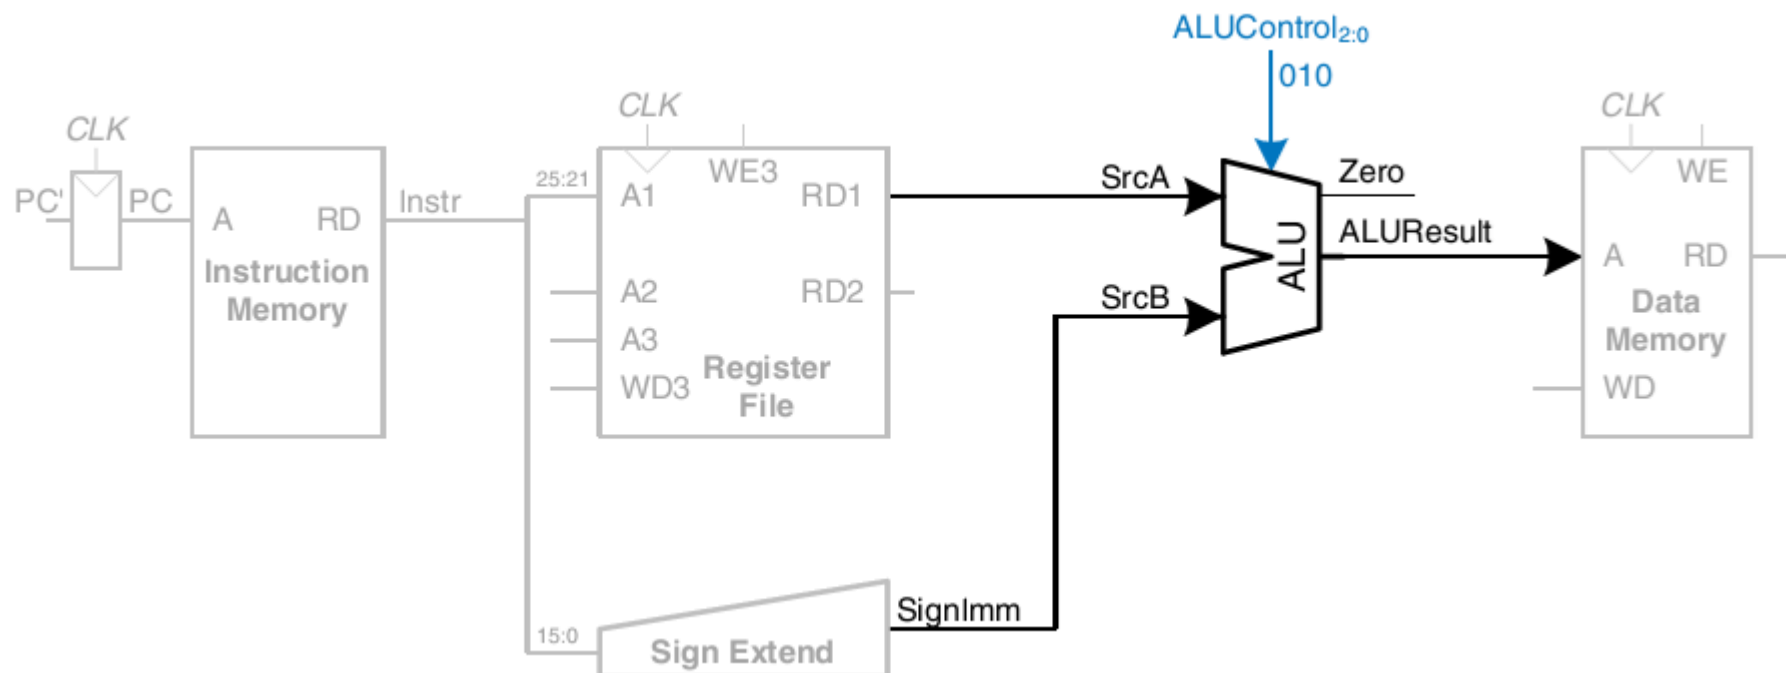 ALUControl2:0
010
CLK
PC'
PC
A
RD
Instruction
Memory
Instr
25:21
15:0
CLK
WE3
A1
RD1
A2
RD2
A3
WD3
Register
File
SrcA
SrcB
ALU
Zero
ALUResult
CLK
WE
A
RD
Data
Memory
WD
SignImm
Sign Extend